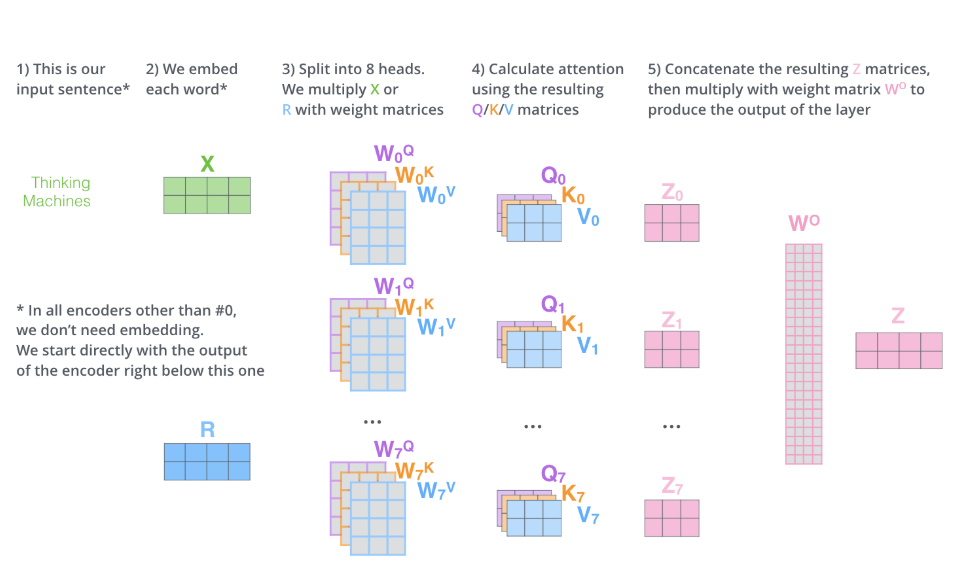 1) This is our
input sentence*
2) We embed
each word*
3) Split into 8 heads.
We multiply X or
R with weight matrices
4) Calculate attention
using the resulting
Q/K/V matrices
5) Concatenate the resulting Z matrices,
then multiply with weight matrix Wᴼ to
produce the output of the layer
Thinking
Machines
X
W₀Q
W₀K
W₀V
Q₀
K₀
V₀
Z₀
Wᴼ
* In all encoders other than #0,
we don’t need embedding.
We start directly with the output
of the encoder right below this one
W₁Q
W₁K
W₁V
Q₁
K₁
V₁
Z₁
Z
...
...
...
R
W₇Q
W₇K
W₇V
Q₇
K₇
V₇
Z₇